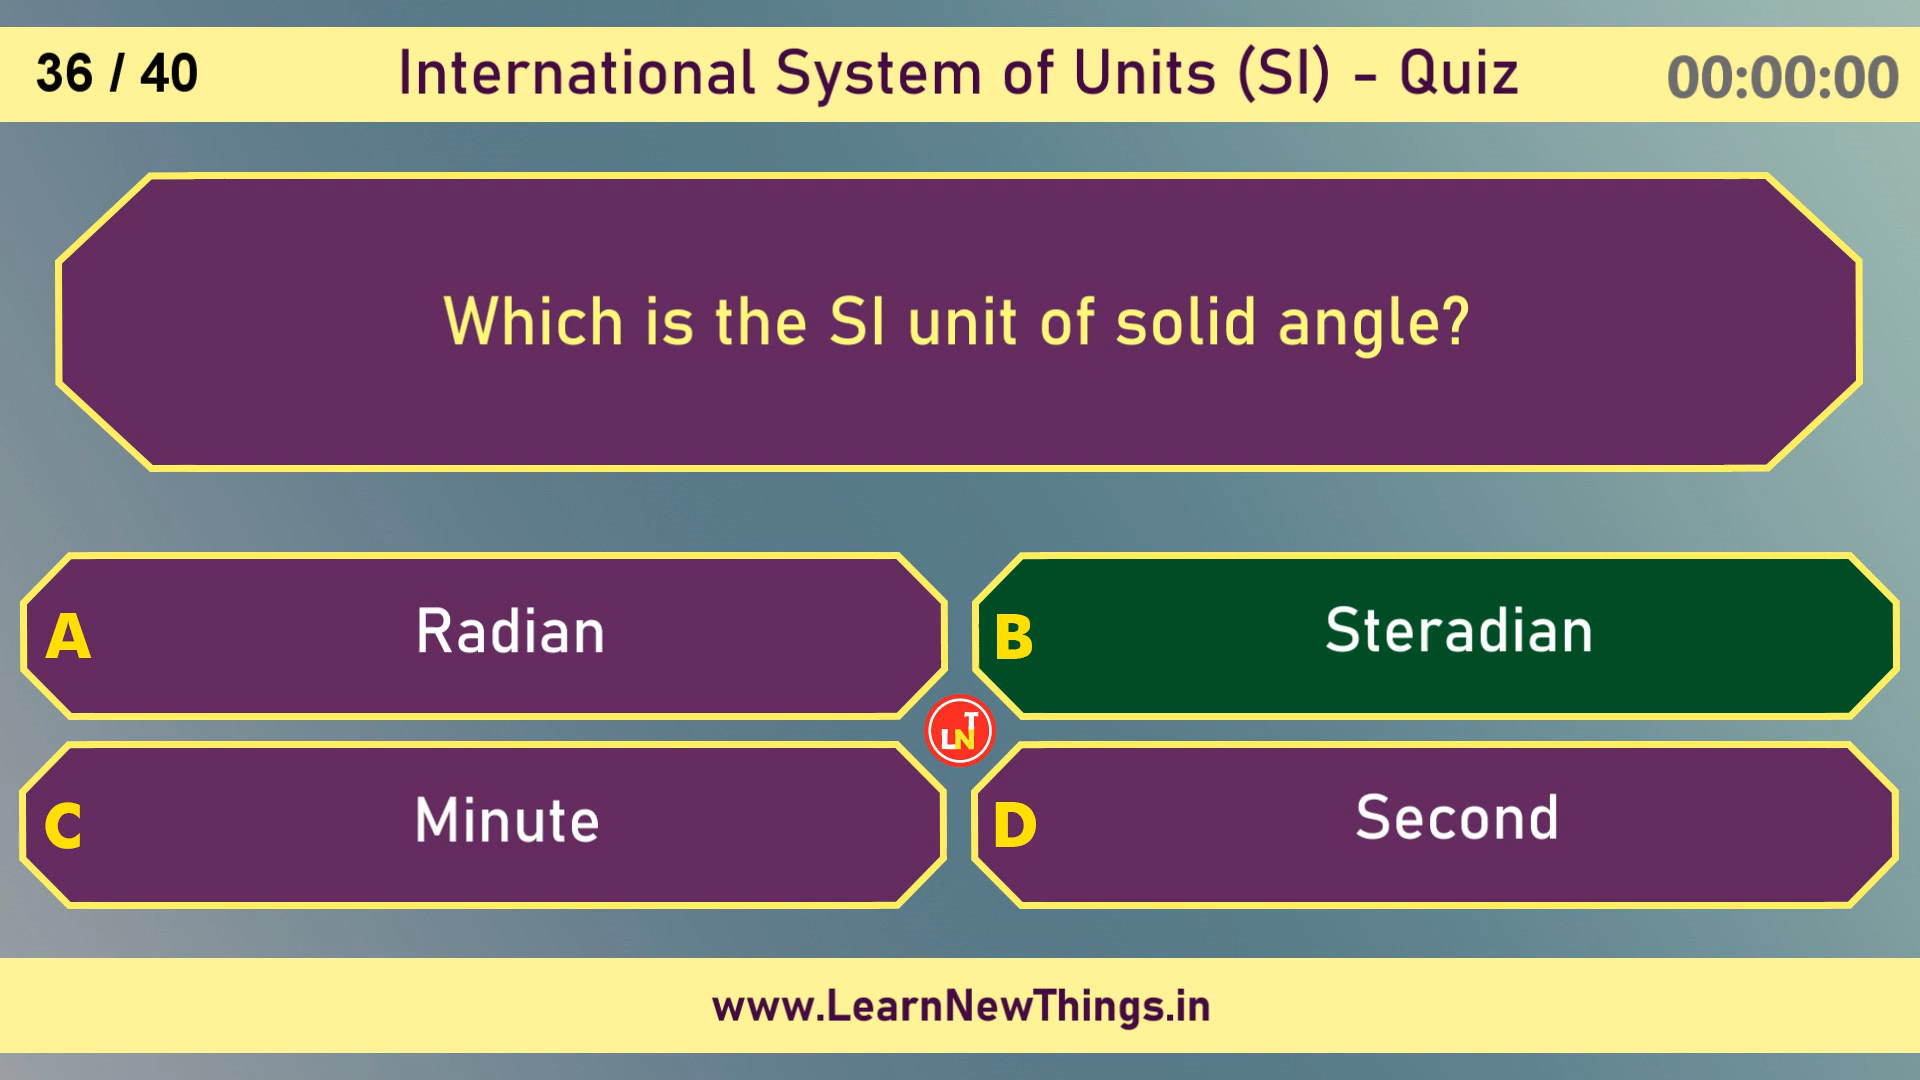 36 / 40
International System of Units (SI) - Quiz
00:00:00
Which is the SI unit of solid angle?
A Radian
B Steradian
LNT
C Minute
D Second
www.LearnNewThings.in